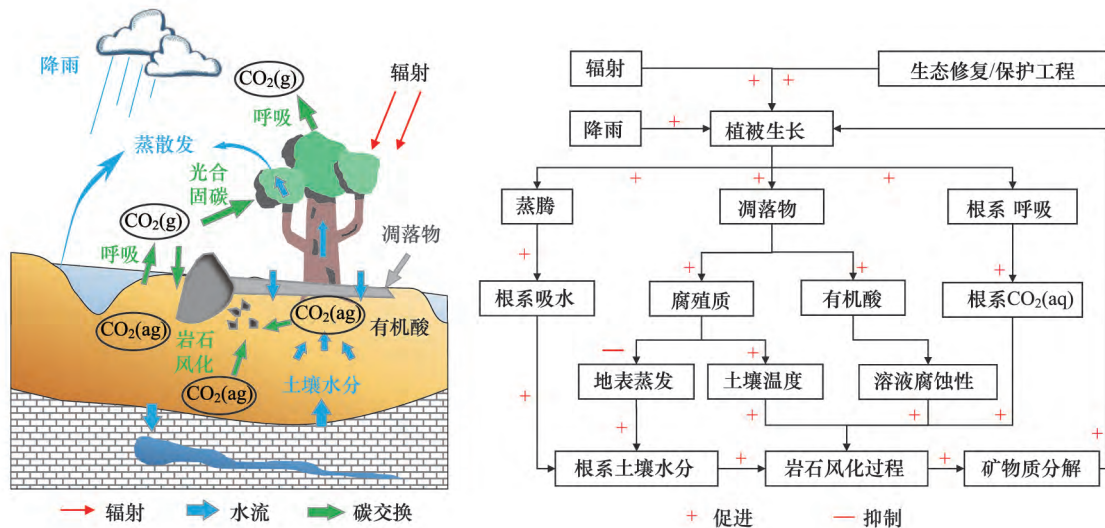 降雨
CO₂(g)
辐射
呼吸
蒸散发
光合
固碳
CO₂(g)
呼吸
凋落物
CO₂(ag)
CO₂(ag)
有机酸
岩石
风化
CO₂(ag)
土壤水分
辐射
水流
碳交换
辐射
生态修复/保护工程
+ +
降雨
+
植被生长
+ + +
蒸腾
凋落物
根系 呼吸
+ + + +
根系吸水
腐殖质
有机酸
根系CO₂(aq)
— +
地表蒸发
土壤温度
溶液腐蚀性
+ + + + + +
根系土壤水分
+
岩石风化过程
+
矿物质分解
+ 促进
— 抑制